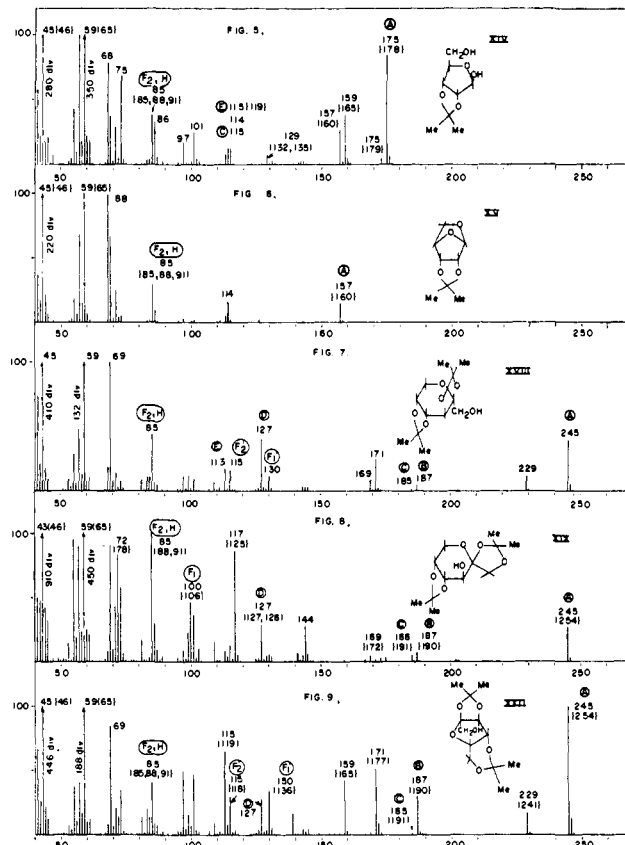 FIG. 5.
100
45(46)
59(65)
280 div
350 div
68
75
F2, H
85
(85,88,91)
86
97
101
E 115(119)
114
C 115
129
(132,135)
157
(160)
159
(165)
A
175
(178)
175
(179)
XIV
CH2OH
O
OH
O
O
Me
Me
50
100
150
200
250
FIG. 6.
100
45(46)
59(65)
220 div
88
F2, H
85
(85,88,91)
114
A
157
(160)
XV
O
O
O
O
Me
Me
50
100
150
200
250
FIG. 7.
100
45
59
69
410 div
132 div
F2, H
85
E
113
F2
115
D
127
F1
130
169
171
C
185
B
187
229
A
245
XVIII
Me
Me
O
O
O
CH2OH
O
O
Me
Me
50
100
150
200
250
FIG. 8.
100
43(46)
59(65)
910 div
450 div
72
(78)
F2, H
85
(88,91)
F1
100
(106)
117
(125)
D
127
(127,128)
144
169
(172)
C
188
(191)
B
187
(190)
A
245
(254)
XIX
O
O
Me
Me
HO
O
O
O
Me
Me
50
100
150
200
250
FIG. 9.
100
45(46)
59(65)
446 div
188 div
69
F2, H
85
(85,88,91)
115
(119)
F2
115
(118)
D
127
F1
130
(136)
159
(165)
171
(177)
C
185
(191)
B
187
(190)
229
(241)
A
245
(254)
Me
Me
O
O
O
CH2OH
O
O
Me
Me
50
100
150
200
250